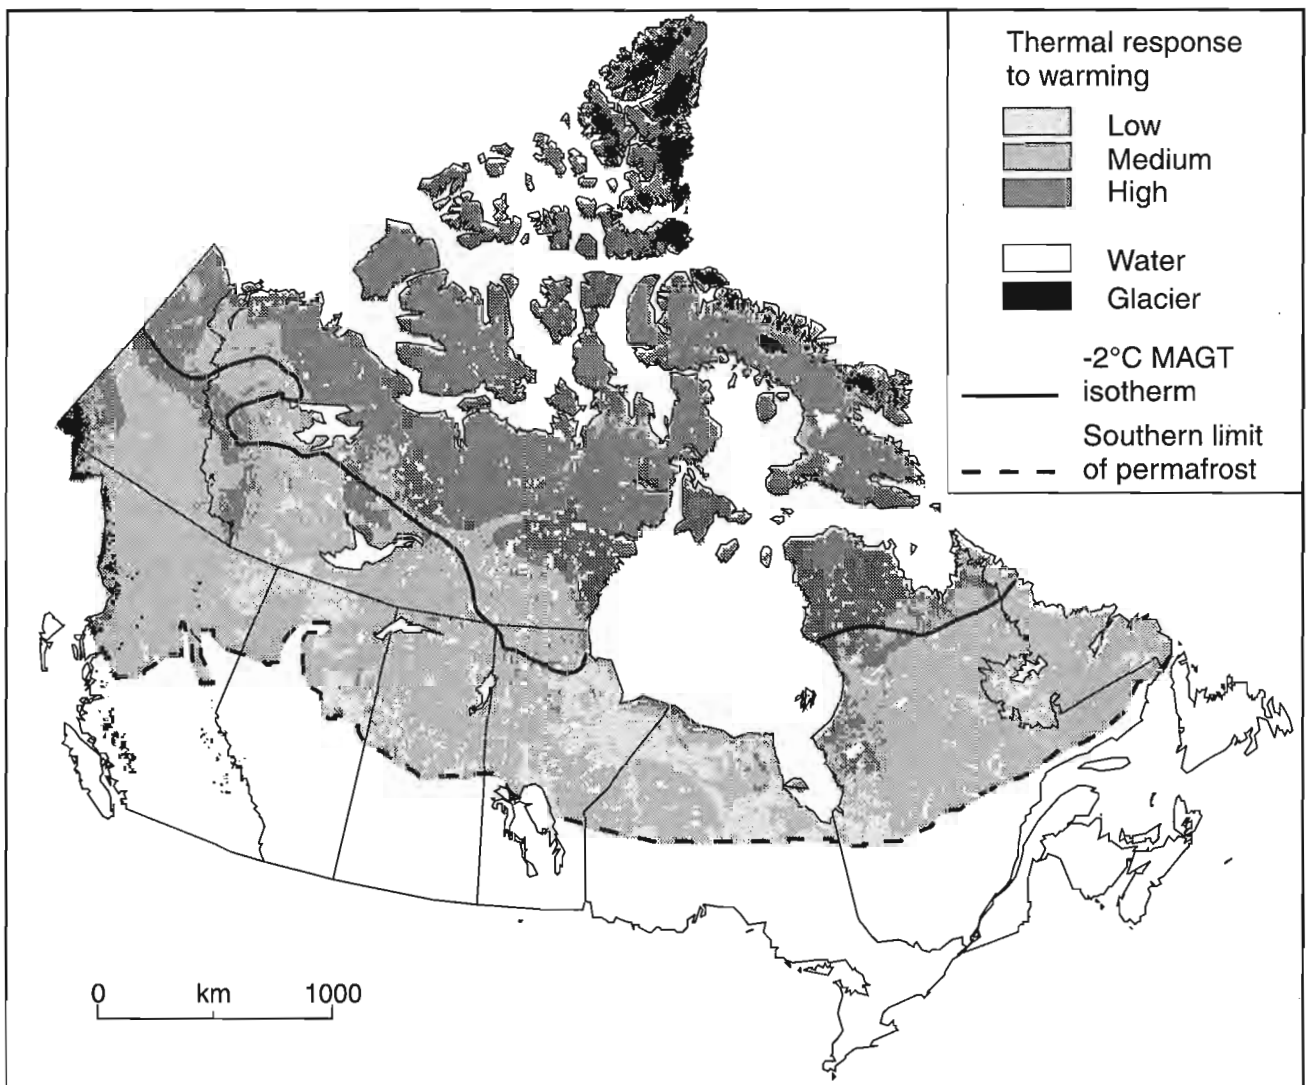 Thermal response
to warming
Low
Medium
High
Water
Glacier
-2°C MAGT
isotherm
Southern limit
of permafrost
0 km 1000